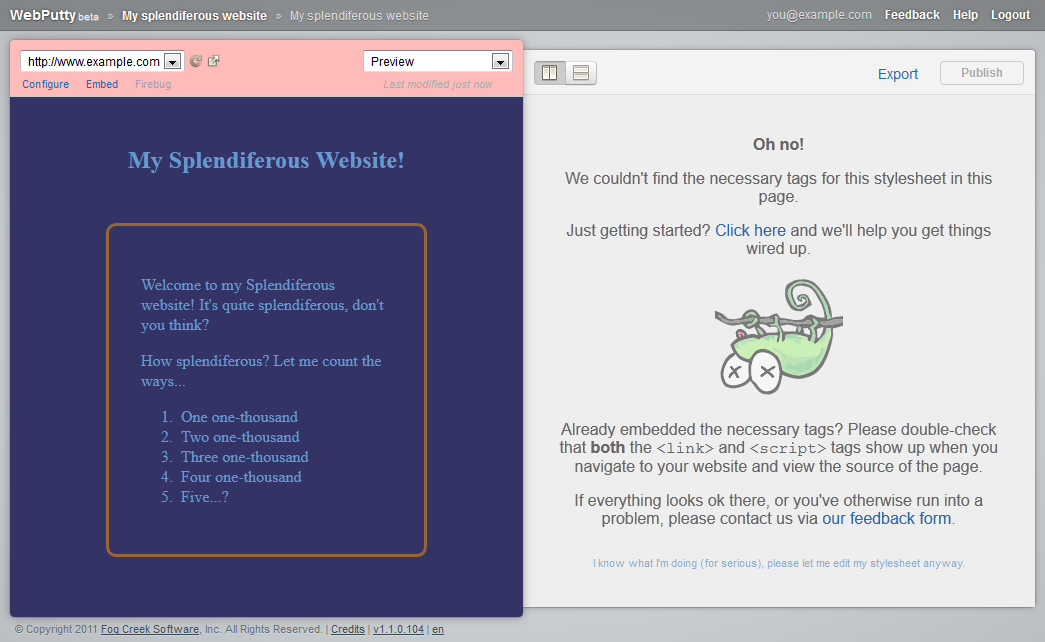 WebPutty beta » My splendiferous website » My splendiferous website
you@example.com Feedback Help Logout
http://www.example.com
Preview
Configure Embed Firebug
Last modified just now
My Splendiferous Website!
Welcome to my Splendiferous
website! It's quite splendiferous, don't
you think?
How splendiferous? Let me count the
ways...
1. One one-thousand
2. Two one-thousand
3. Three one-thousand
4. Four one-thousand
5. Five...?
Export Publish
Oh no!
We couldn't find the necessary tags for this stylesheet in this
page.
Just getting started? Click here and we'll help you get things
wired up.
Already embedded the necessary tags? Please double-check
that both the <link> and <script> tags show up when you
navigate to your website and view the source of the page.
If everything looks ok there, or you've otherwise run into a
problem, please contact us via our feedback form.
I know what I'm doing (for serious), please let me edit my stylesheet anyway.
© Copyright 2011 Fog Creek Software, Inc. All Rights Reserved. | Credits | v1.1.0.104 | en